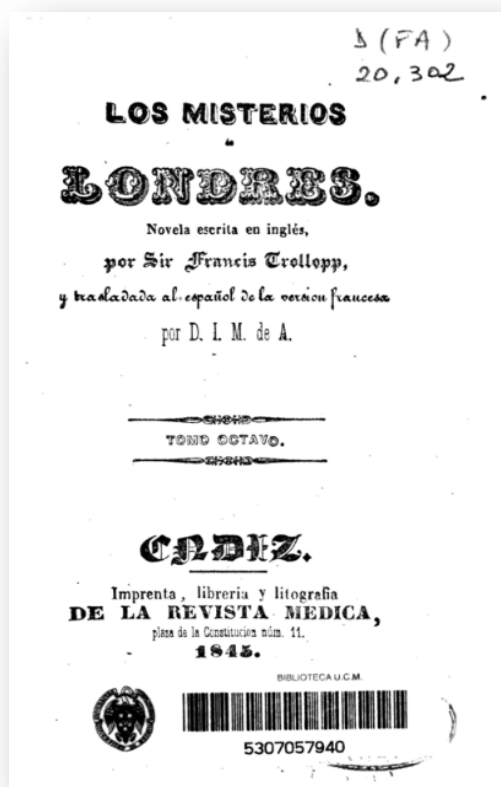 D (FA)
20,302
LOS MISTERIOS
DE
LONDRES.
Novela escrita en inglés,
por Sir Francis Trollopp,
y trasladada al español de la version francesa
por D. I. M. de A.
TOMO OCTAVO.
CADIZ.
Imprenta, libreria y litografia
DE LA REVISTA MEDICA,
plaza de la Constitucion núm. 11.
1845.
BIBLIOTECA U.C.M.
5307057940